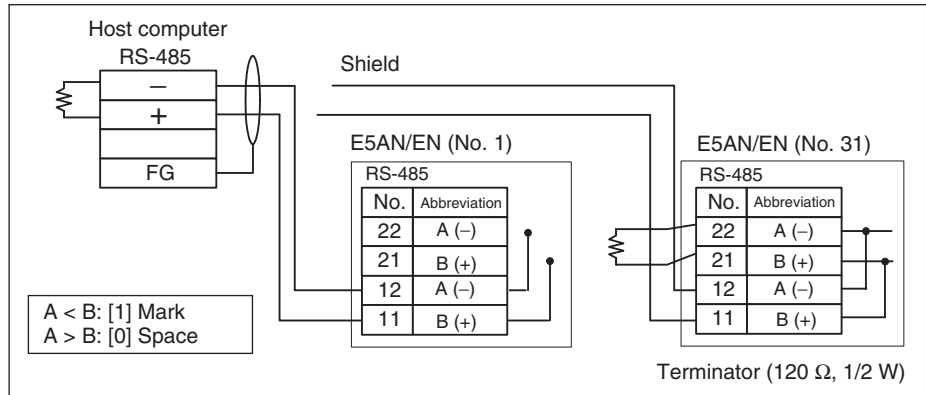 Host computer
RS-485
−
+
FG
Shield
E5AN/EN (No. 1)
RS-485
No. Abbreviation
22 A (−)
21 B (+)
12 A (−)
11 B (+)
E5AN/EN (No. 31)
RS-485
No. Abbreviation
22 A (−)
21 B (+)
12 A (−)
11 B (+)
A < B: [1] Mark
A > B: [0] Space
Terminator (120 Ω, 1/2 W)